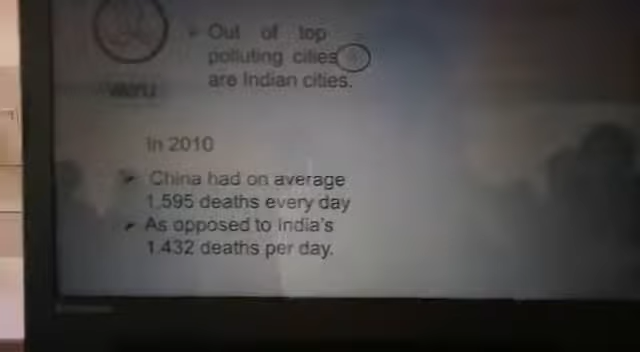 Out of top
polluting cities
are Indian cities.
VAYU
In 2010
China had on average
1,595 deaths every day
As opposed to India's
1,432 deaths per day.